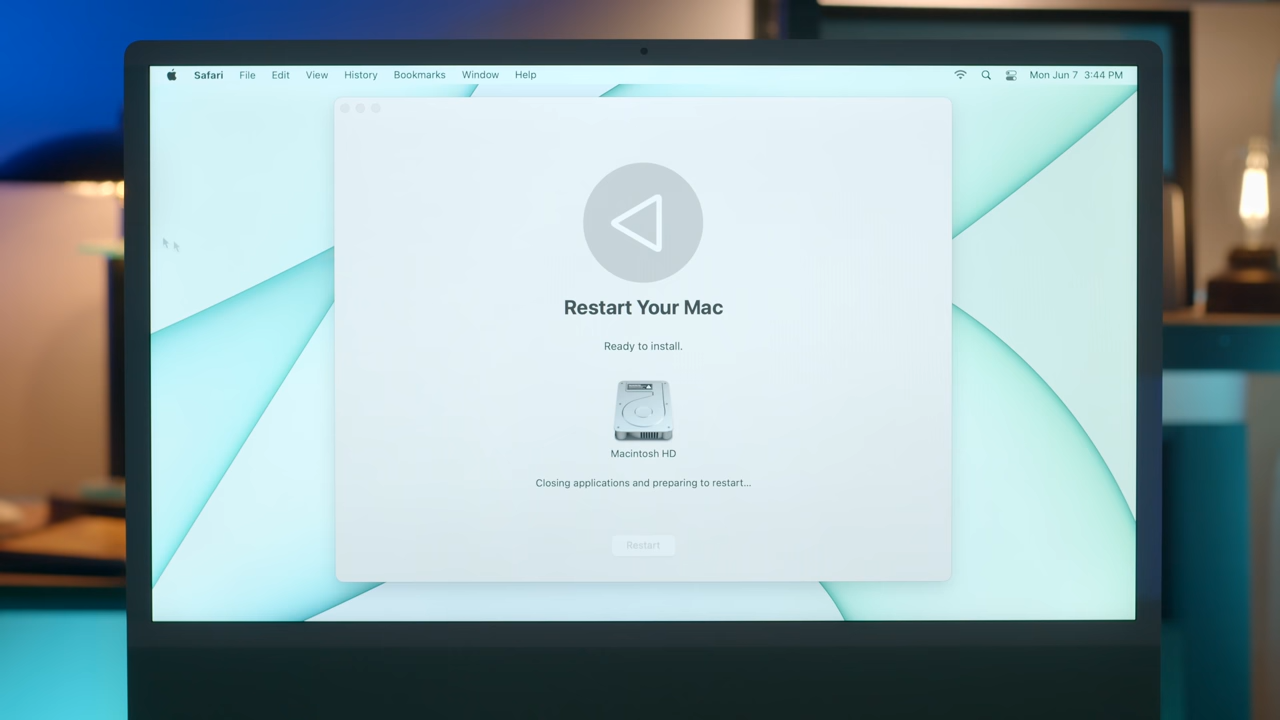 Safari File Edit View History Bookmarks Window Help Mon Jun 7 3:44 PM
Restart Your Mac
Ready to install.
Macintosh HD
Closing applications and preparing to restart...
Restart